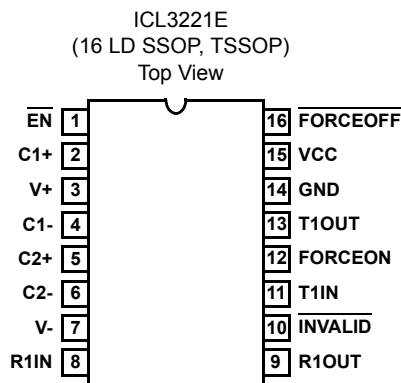 ICL3221E
(16 LD SSOP, TSSOP)
Top View
EN 1 16 FORCEOFF
C1+ 2 15 VCC
V+ 3 14 GND
C1- 4 13 T1OUT
C2+ 5 12 FORCEON
C2- 6 11 T1IN
V- 7 10 INVALID
R1IN 8 9 R1OUT